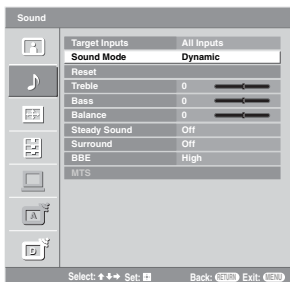 Sound
Target Inputs All Inputs
Sound Mode Dynamic
Reset
Treble 0
Bass 0
Balance 0
Steady Sound Off
Surround Off
BBE High
MTS
A
D
Select: ↑↓→ Set: + Back: RETURN Exit: MENU